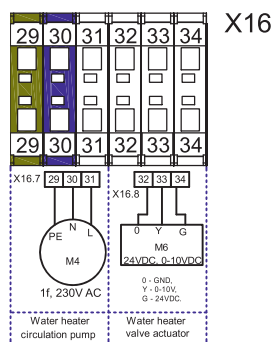 X16
29 30 31 32 33 34
29 30 31 32 33 34
X16.7 29 30 31
32 33 34
X16.8
PE N L
M4
1f, 230V AC
0 Y G
M6
24VDC, 0-10VDC
0 - GND,
Y - 0-10V,
G - 24VDC.
Water heater
circulation pump
Water heater
valve actuator